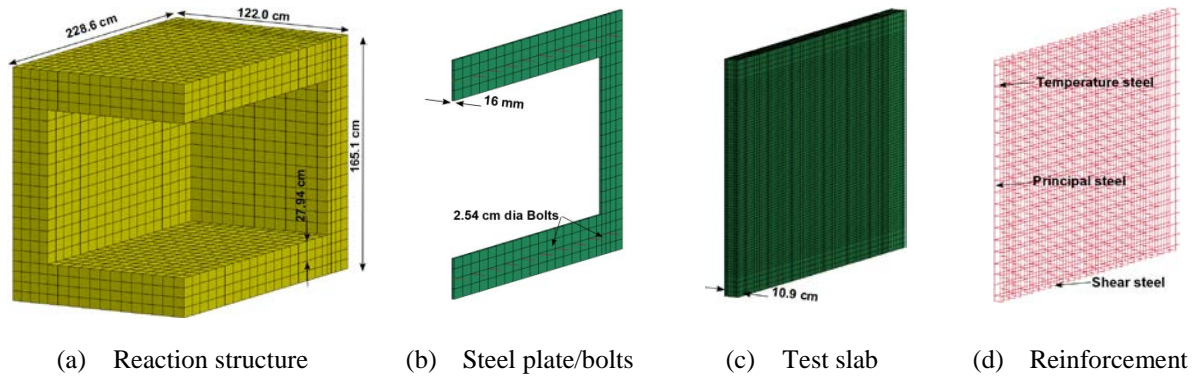 228.6 cm
122.0 cm
165.1 cm
27.94 cm
16 mm
2.54 cm dia Bolts
10.9 cm
Temperature steel
Principal steel
Shear steel
(a) Reaction structure
(b) Steel plate/bolts
(c) Test slab
(d) Reinforcement